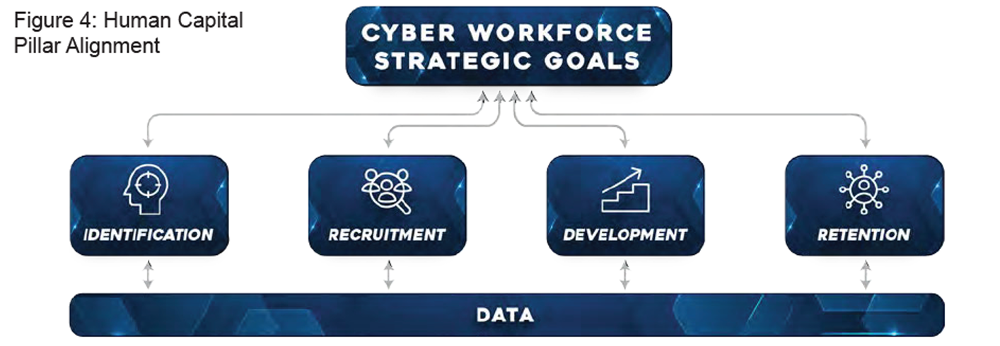 Figure 4: Human Capital
Pillar Alignment
CYBER WORKFORCE
STRATEGIC GOALS
IDENTIFICATION
RECRUITMENT
DEVELOPMENT
RETENTION
DATA